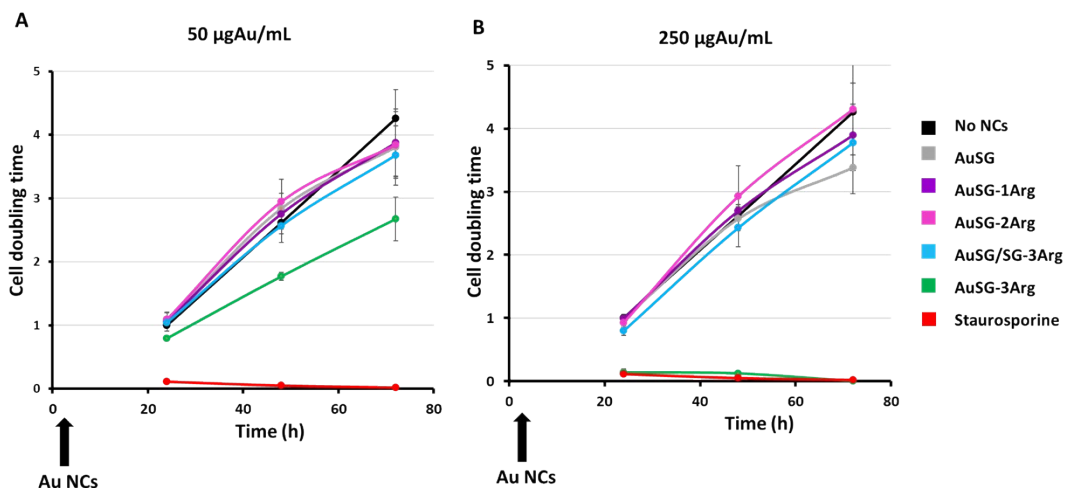 A
50 µgAu/mL
Cell doubling time
5
4
3
2
1
0
0
20
40
60
80
Time (h)
Au NCs
B
250 µgAu/mL
Cell doubling time
5
4
3
2
1
0
0
20
40
60
80
Time (h)
Au NCs
No NCs
AuSG
AuSG-1Arg
AuSG-2Arg
AuSG/SG-3Arg
AuSG-3Arg
Staurosporine